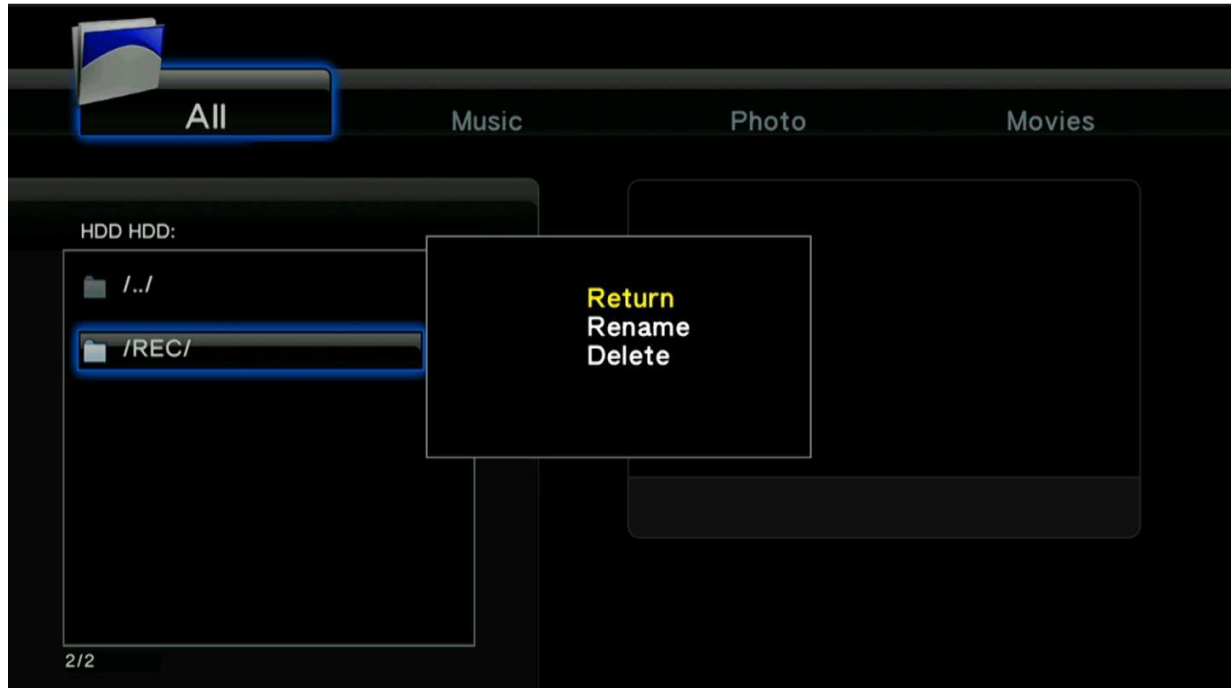 All
Music
Photo
Movies
HDD HDD:
/../
/REC/
Return
Rename
Delete
2/2